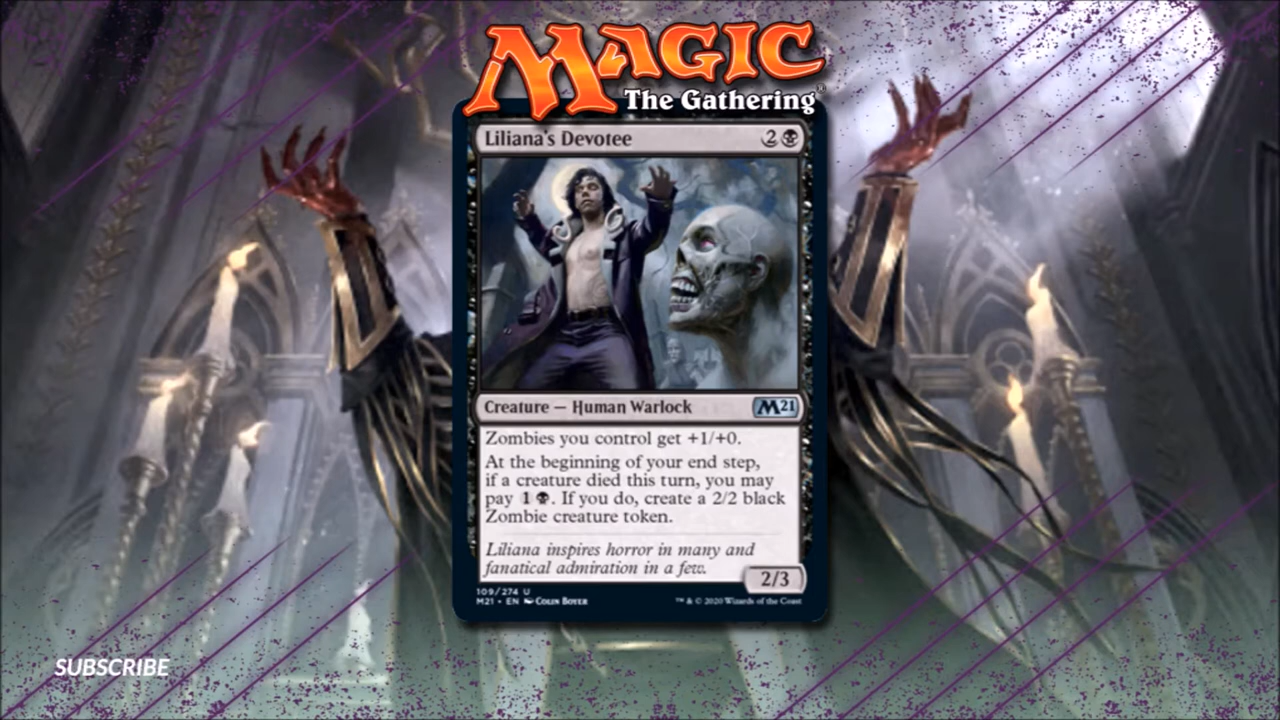 MAGIC
The Gathering®
Liliana's Devotee 2
Creature — Human Warlock M21
Zombies you control get +1/+0.
At the beginning of your end step,
if a creature died this turn, you may
pay 1 . If you do, create a 2/2 black
Zombie creature token.
Liliana inspires horror in many and
fanatical admiration in a few.
2/3
109/274 U
M21 • EN Colin Boyer ™ & © 2020 Wizards of the Coast
SUBSCRIBE